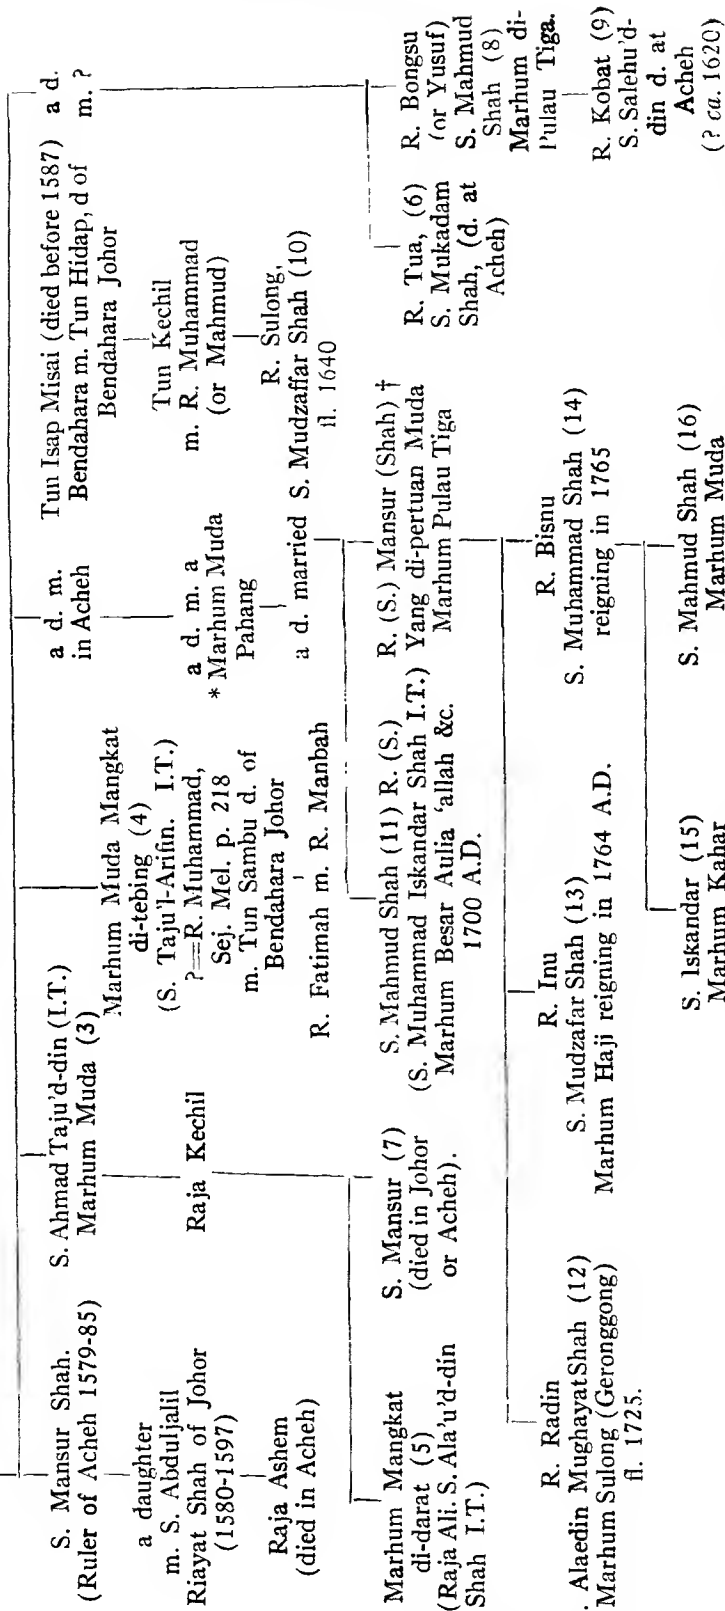 S. Mansur Shah.
(Ruler of Acheh 1579-85)
a daughter
m. S. Abduljalil
Riayat Shah of Johor
(1580-1597)
Raja Ashem
(died in Acheh)
S. Ahmad Taju'd-din (I.T.)
Marhum Muda (3)
Raja Kechil
Marhum Muda Mangkat
di-tebing (4)
(S. Taju'l-Arifin. I.T.)
?=R. Muhammad,
Sej. Mel. p. 218
m. Tun Sambu d. of
Bendahara Johor
R. Fatimah m. R. Manbah
a d. m.
in Acheh
a d. m. a
* Marhum Muda
Pahang
a d. married S. Mudzaffar Shah (10)
fl. 1640
Tun Isap Misai (died before 1587)
Bendahara m. Tun Hidap, d of
Bendahara Johor
Tun Kechil
m. R. Muhammad
(or Mahmud)
R. Sulong,
a d.
m. ?
R. Tua, (6)
S. Mukadam
Shah, (d. at
Acheh)
R. Bongsu
(or Yusuf)
S. Mahmud
Shah (8)
Marhum di-
Pulau Tiga.
R. Kobat (9)
S. Salehu'd-
din d. at
Acheh
(? ca. 1620)
Marhum Mangkat
di-darat (5)
(Raja Ali. S. Ala'u'd-din
Shah I.T.)
S. Mansur (7)
(died in Johor
or Acheh).
S. Mahmud Shah (11) R. (S.)
(S. Muhammad Iskandar Shah I.T.)
Marhum Besar Aulia 'allah &c.
1700 A.D.
R. (S.) Mansur (Shah) †
Yang di-pertuan Muda
Marhum Pulau Tiga
R. Radin
. Alaedin Mughayat Shah (12)
Marhum Sulong (Geronggong)
fl. 1725.
R. Inu
S. Mudzafar Shah (13)
Marhum Haji reigning in 1764 A.D.
R. Bisnu
S. Muhammad Shah (14)
reigning in 1765
S. Iskandar (15)
Marhum Kahar
S. Mahmud Shah (16)
Marhum Muda